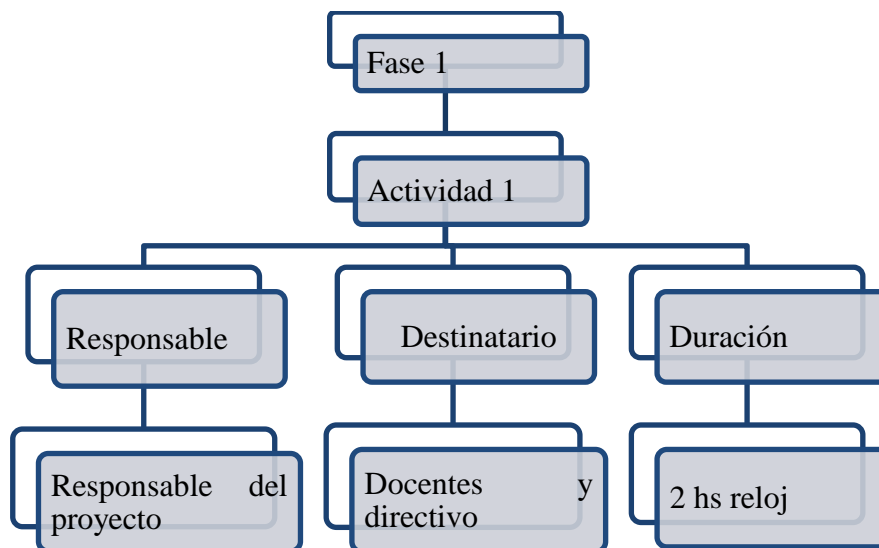 Fase 1
Actividad 1
Responsable
Destinatario
Duración
Responsable del
proyecto
Docentes y
directivo
2 hs reloj